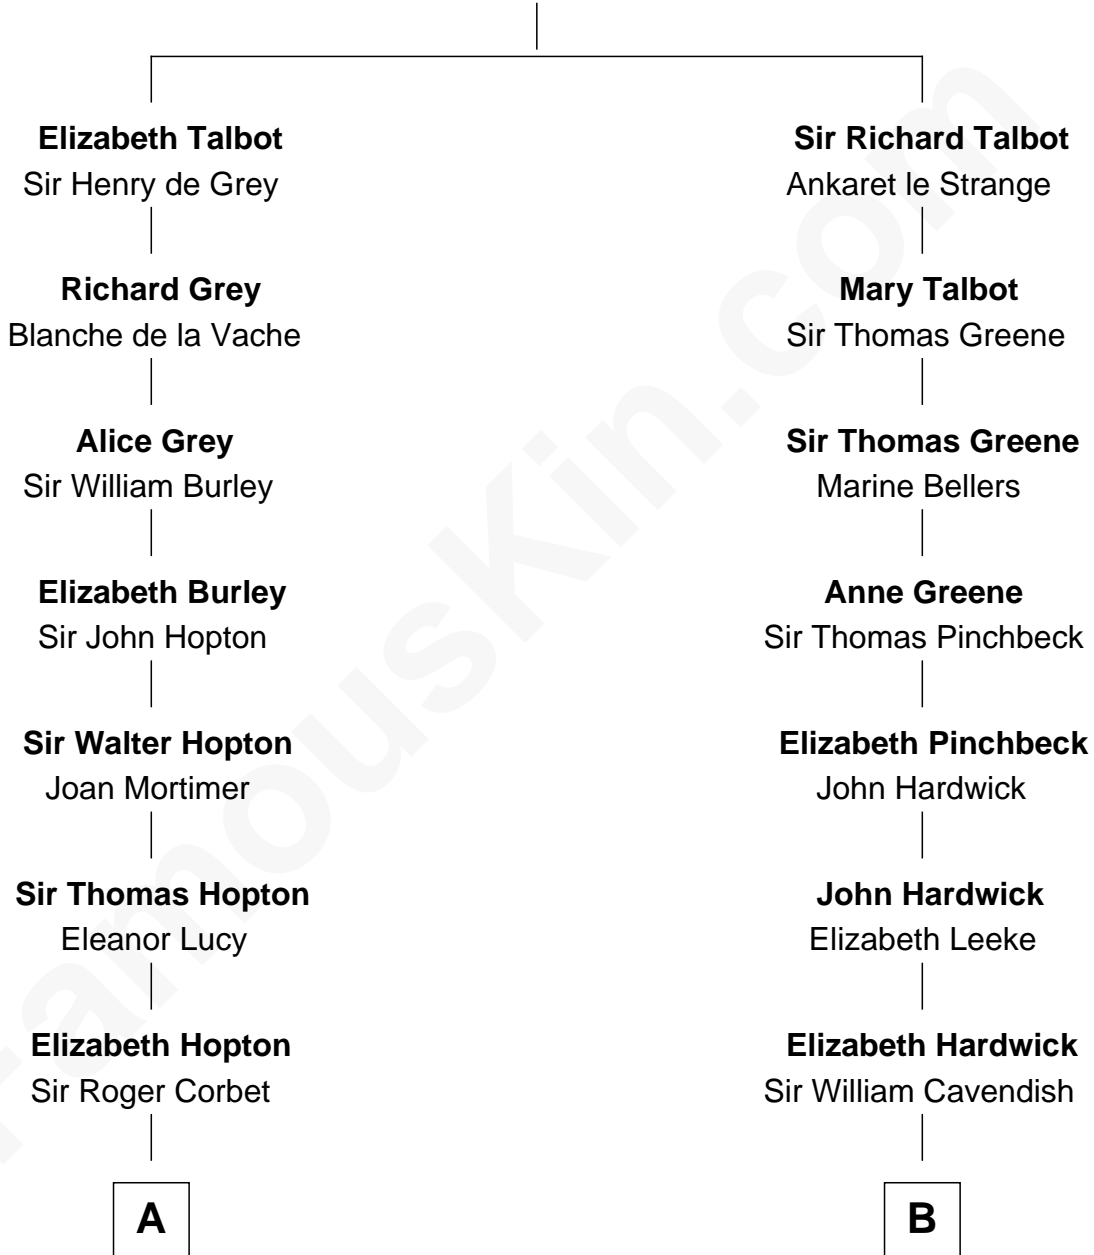 Elizabeth Talbot
Sir Henry de Grey
Sir Richard Talbot
Ankaret le Strange
Richard Grey
Blanche de la Vache
Mary Talbot
Sir Thomas Greene
Alice Grey
Sir William Burley
Sir Thomas Greene
Marine Bellers
Elizabeth Burley
Sir John Hopton
Anne Greene
Sir Thomas Pinchbeck
Sir Walter Hopton
Joan Mortimer
Elizabeth Pinchbeck
John Hardwick
Sir Thomas Hopton
Eleanor Lucy
John Hardwick
Elizabeth Leeke
Elizabeth Hopton
Sir Roger Corbet
Elizabeth Hardwick
Sir William Cavendish
A
B
FamousKin.com